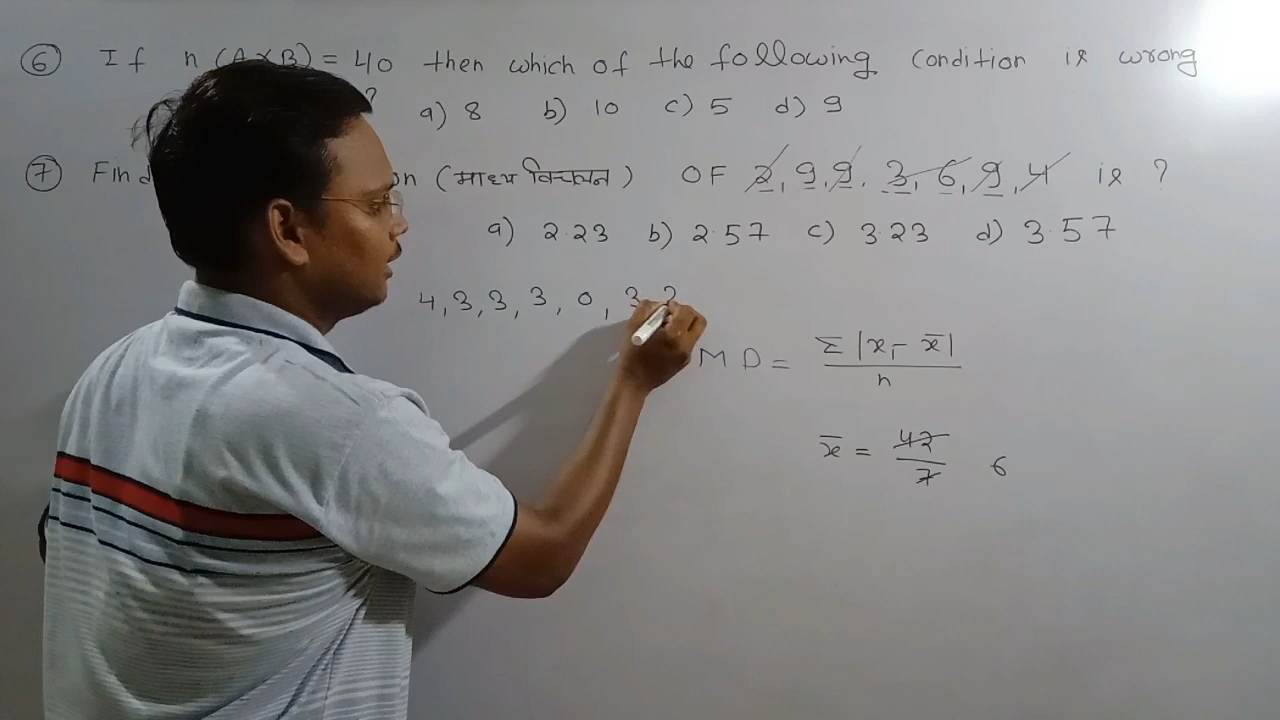 6 If n (A×B) = 40 then which of the following condition is wrong
? a) 8 b) 10 c) 5 d) 9
7 Find (माध्य विचलन) OF 2, 9, 9, 3, 6, 9, 4 is ?
a) 2.23 b) 2.57 c) 3.23 d) 3.57
4, 3, 3, 3, 0, 3, 2
MD = Σ |xᵢ - x̄| / n
x̄ = 42 / 7 6